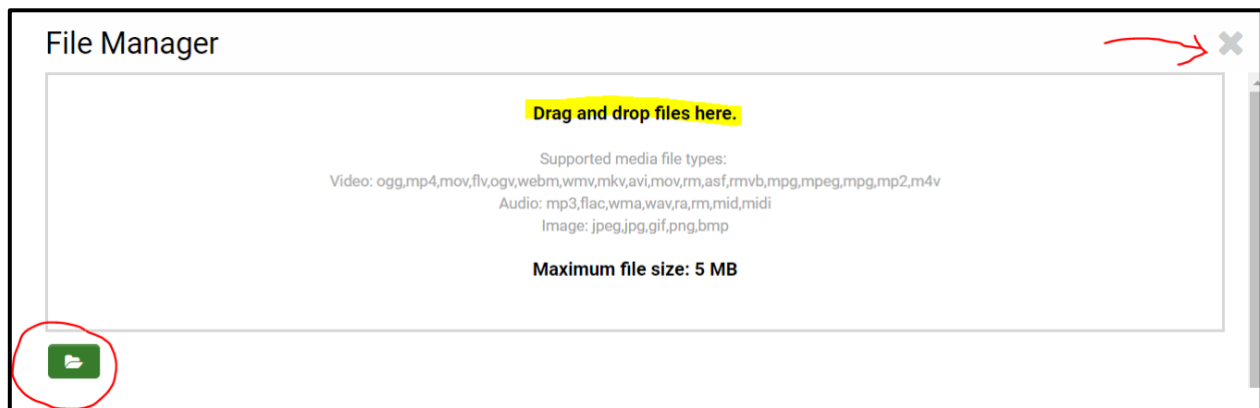 File Manager
Drag and drop files here.
Supported media file types:
Video: ogg,mp4,mov,flv,ogv,webm,wmv,mkv,avi,mov,rm,asf,rmvb,mpg,mpeg,mpg,mp2,m4v
Audio: mp3,flac,wma,wav,ra,rm,mid,midi
Image: jpeg,jpg,gif,png,bmp
Maximum file size: 5 MB